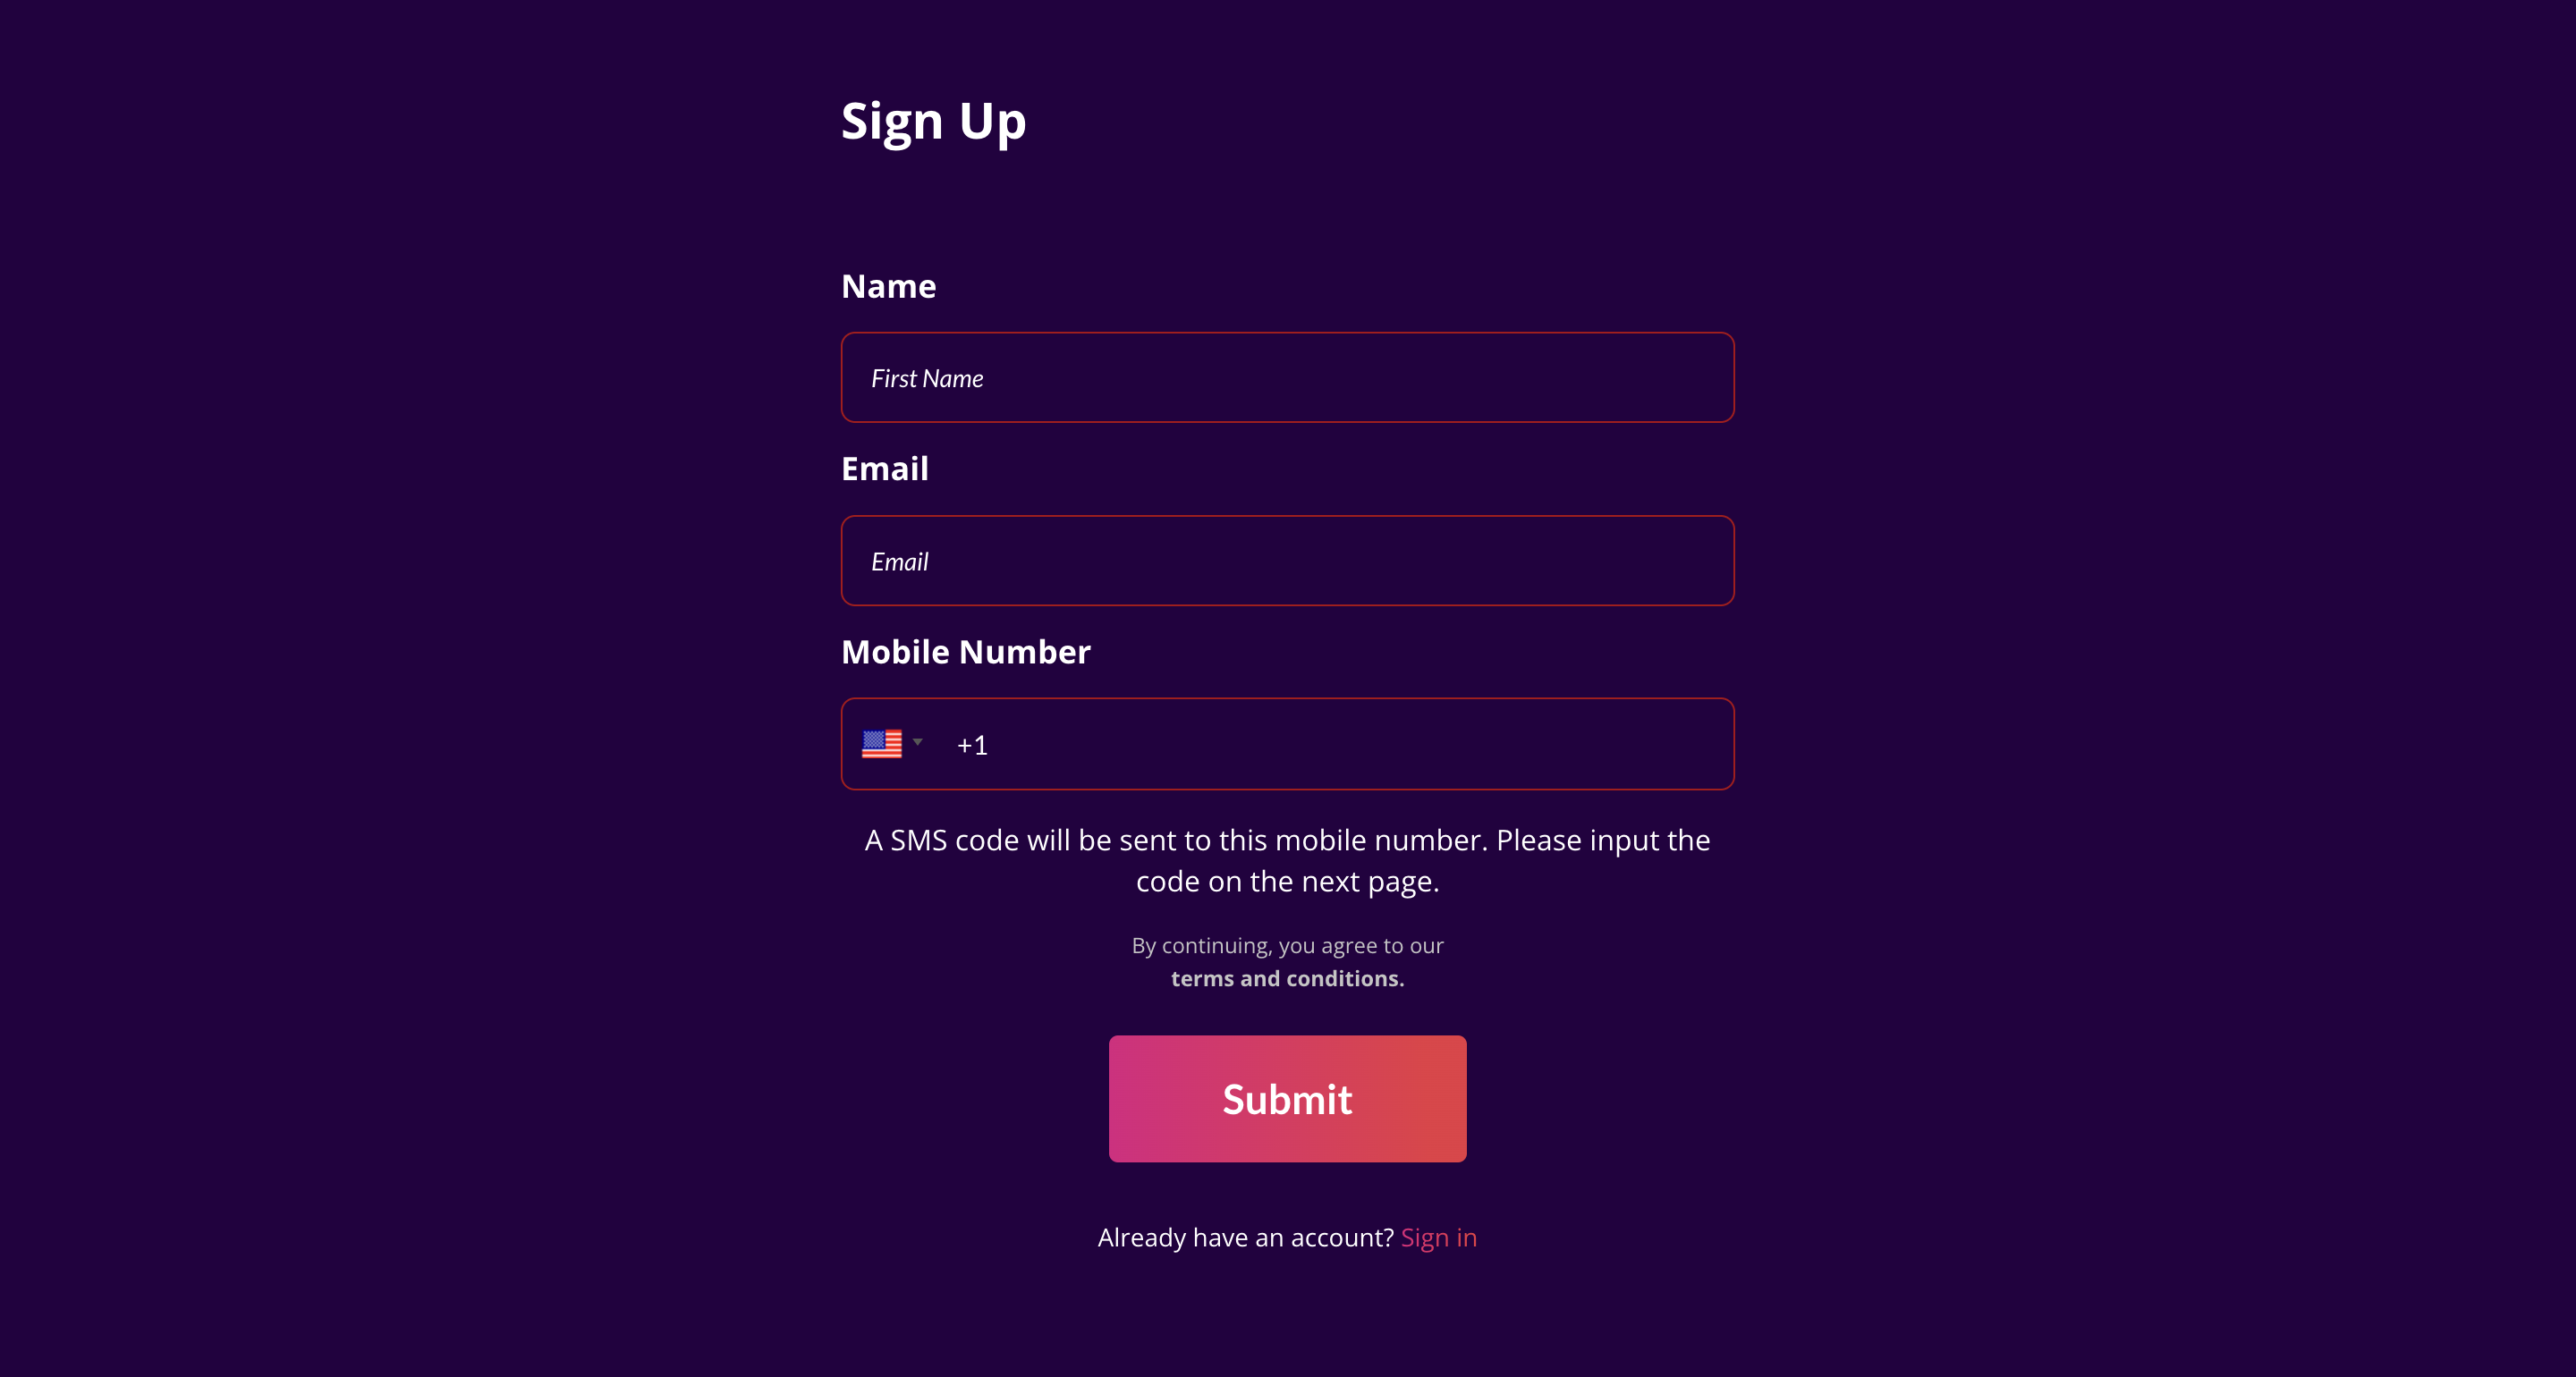 Sign Up
Name
First Name
Email
Email
Mobile Number
+1
A SMS code will be sent to this mobile number. Please input the
code on the next page.
By continuing, you agree to our
terms and conditions.
Submit
Already have an account? Sign in